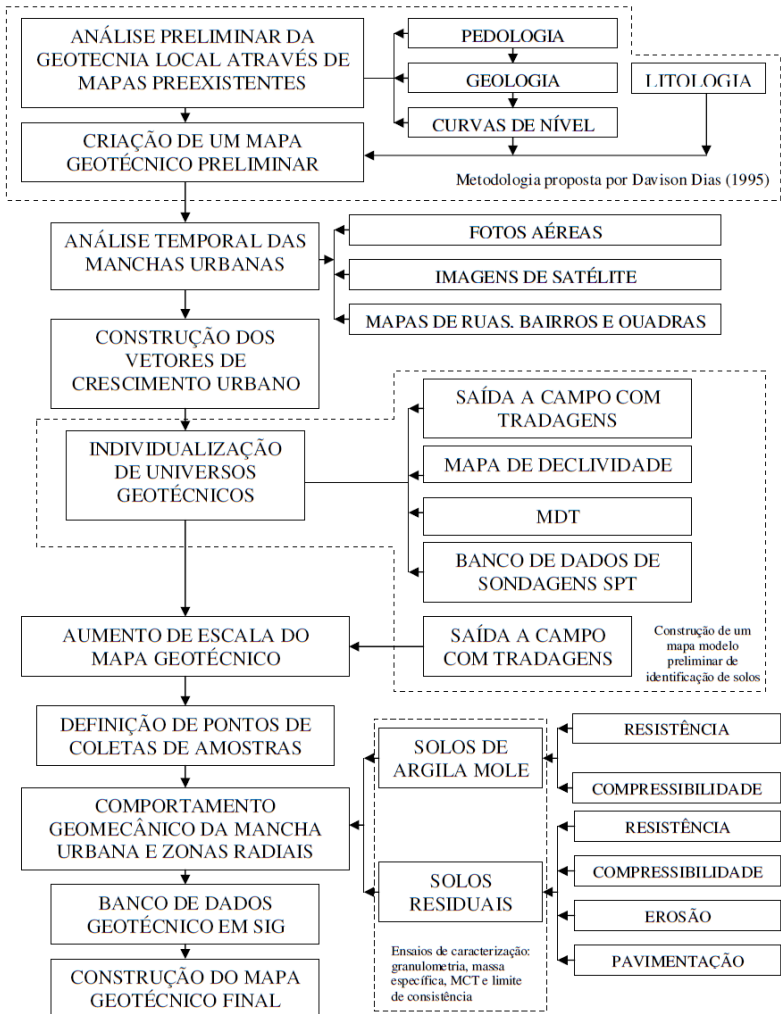 ANÁLISE PRELIMINAR DA
GEOTECNIA LOCAL ATRAVÉS DE
MAPAS PREEXISTENTES
PEDOLOGIA
GEOLOGIA
LITOLOGIA
CURVAS DE NÍVEL
CRIAÇÃO DE UM MAPA
GEOTÉCNICO PRELIMINAR
Metodologia proposta por Davison Dias (1995)
ANÁLISE TEMPORAL DAS
MANCHAS URBANAS
FOTOS AÉREAS
IMAGENS DE SATÉLITE
MAPAS DE RUAS, BAIRROS E QUADRAS
CONSTRUÇÃO DOS
VETORES DE
CRESCIMENTO URBANO
SAÍDA A CAMPO COM
TRADAGENS
INDIVIDUALIZAÇÃO
DE UNIVERSOS
GEOTÉCNICOS
MAPA DE DECLIVIDADE
MDT
BANCO DE DADOS DE
SONDAGENS SPT
AUMENTO DE ESCALA DO
MAPA GEOTÉCNICO
SAÍDA A CAMPO
COM TRADAGENS
Construção de um
mapa modelo
preliminar de
identificação de solos
DEFINIÇÃO DE PONTOS DE
COLETAS DE AMOSTRAS
SOLOS DE
ARGILA MOLE
RESISTÊNCIA
COMPRESSIBILIDADE
COMPORTAMENTO
GEOMECÂNICO DA MANCHA
URBANA E ZONAS RADIAIS
SOLOS
RESIDUAIS
RESISTÊNCIA
COMPRESSIBILIDADE
EROSÃO
PAVIMENTAÇÃO
BANCO DE DADOS
GEOTÉCNICO EM SIG
Ensaios de caracterização:
granulometria, massa
específica, MCT e limite
de consistência
CONSTRUÇÃO DO MAPA
GEOTÉCNICO FINAL